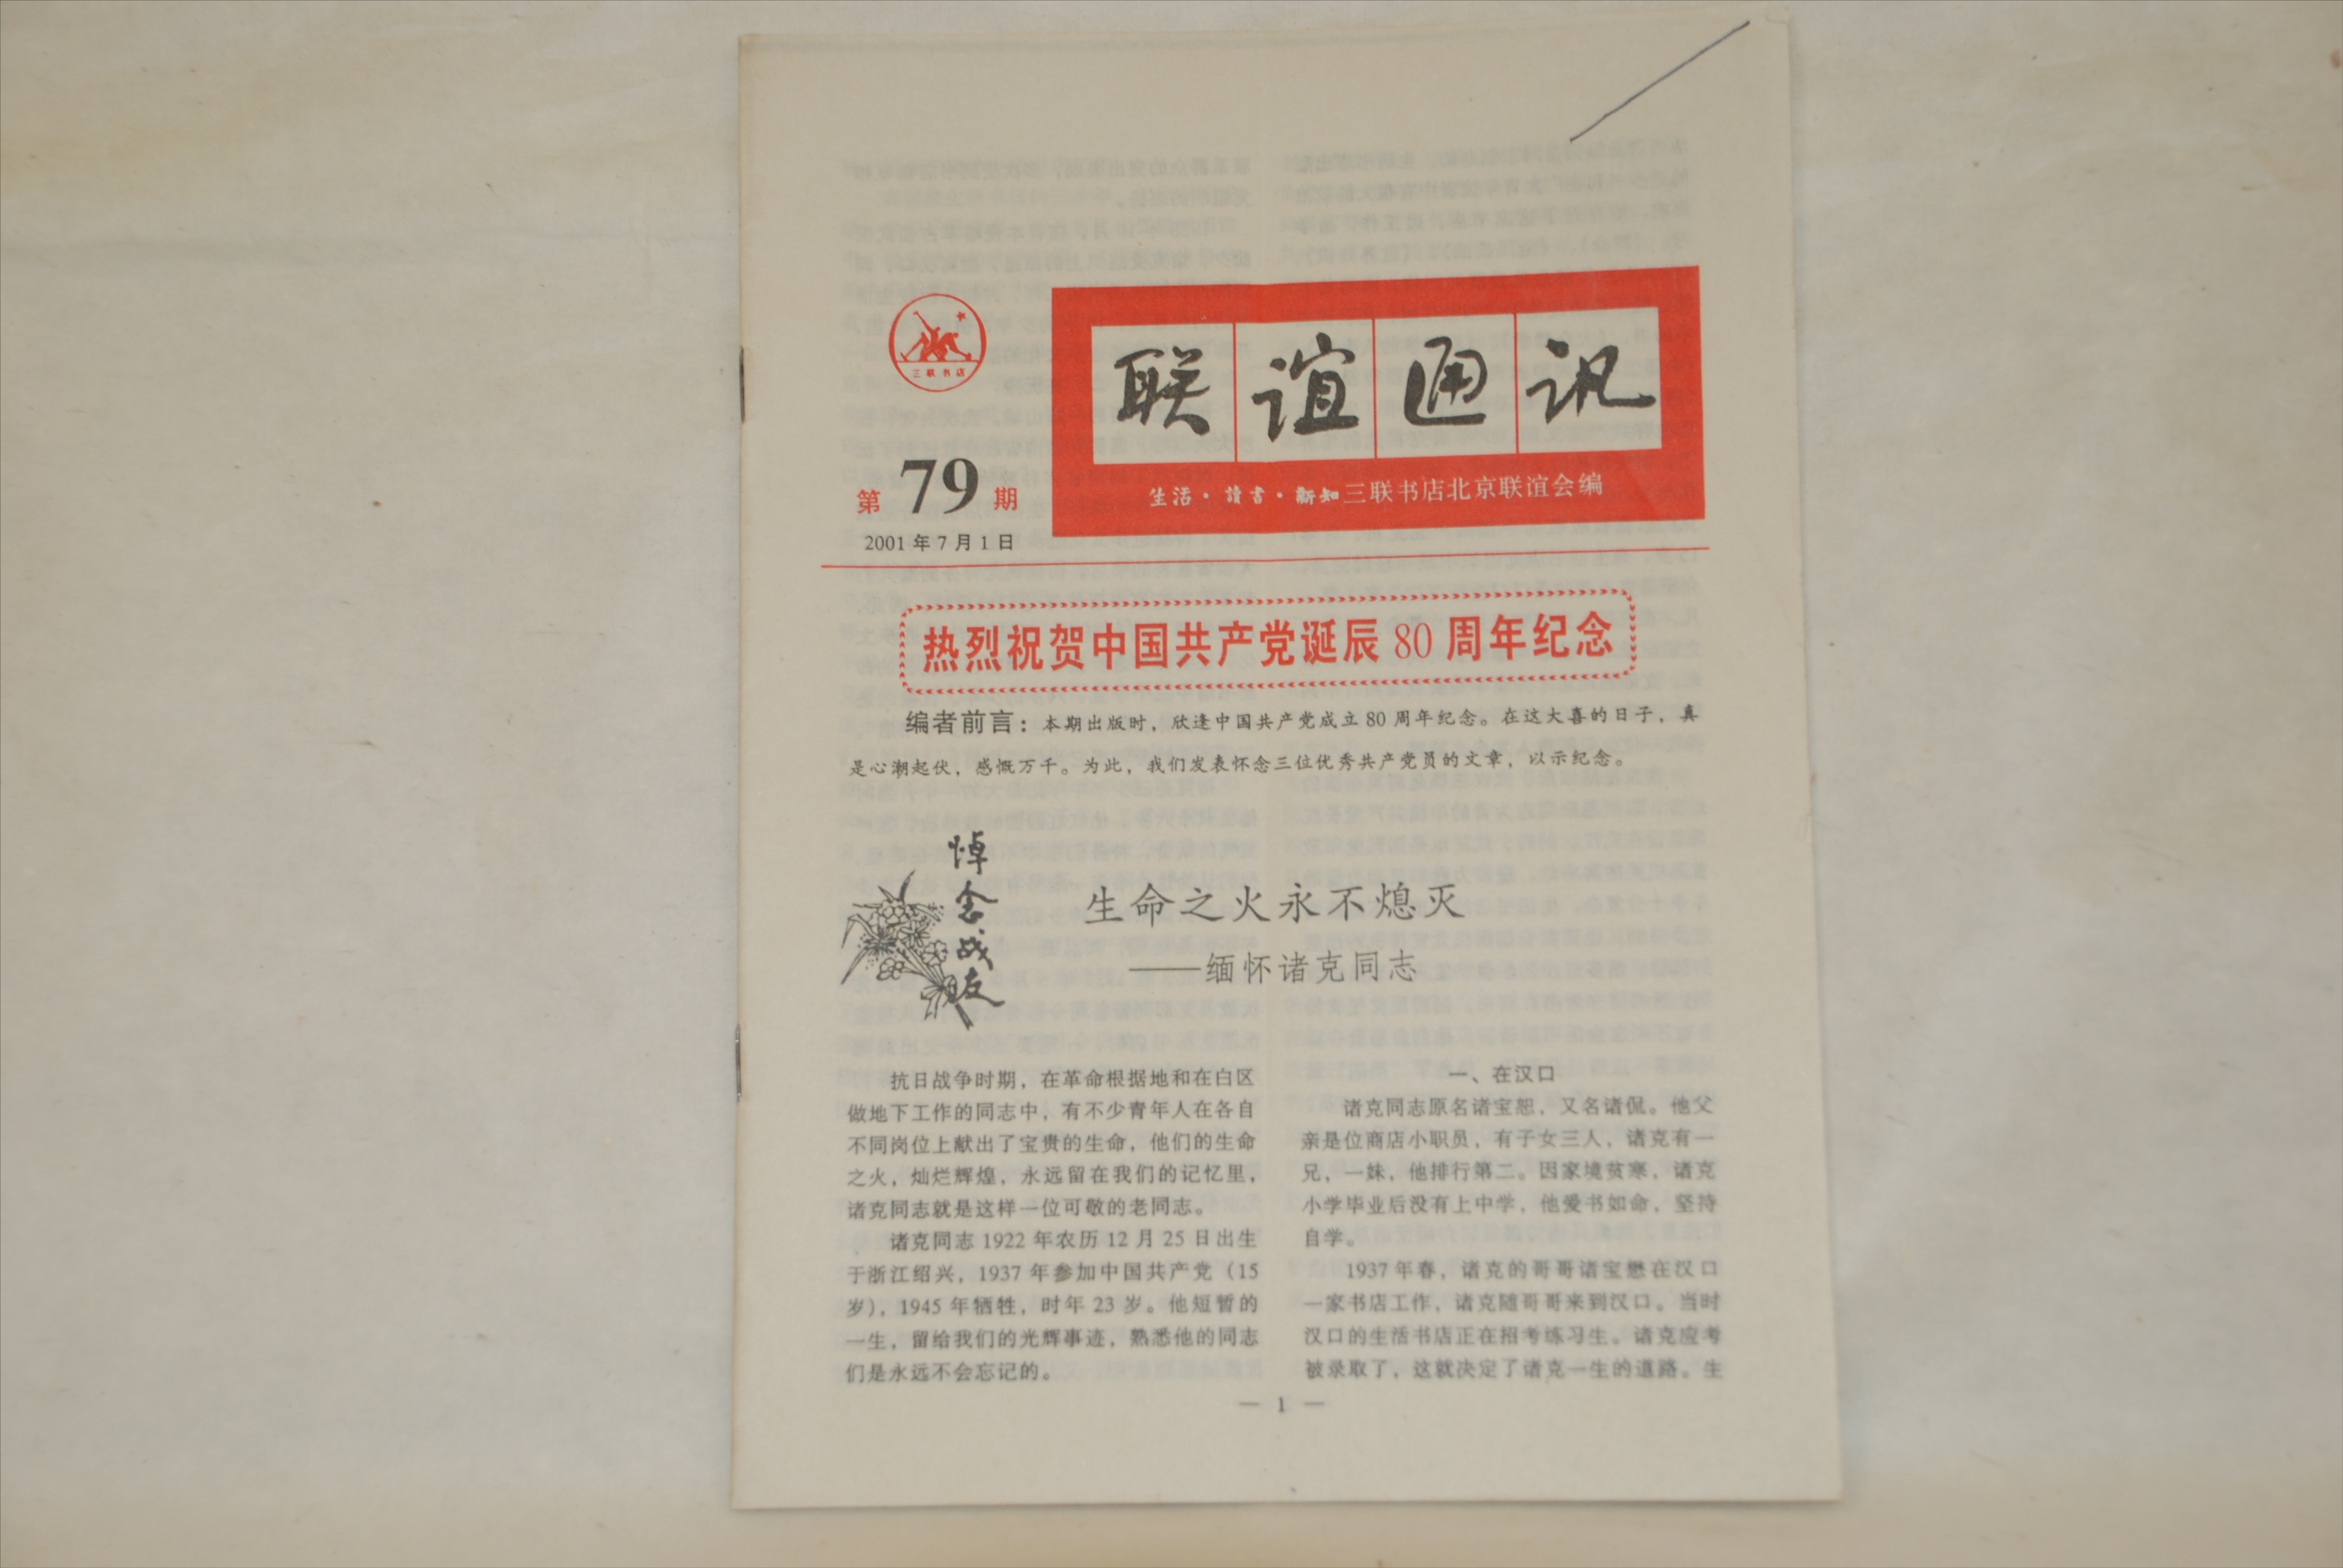 三联书店
第79期
2001年7月1日
联谊通讯
生活·讀書·新知三联书店北京联谊会编
热烈祝贺中国共产党诞辰80周年纪念
编者前言：本期出版时，欣逢中国共产党成立80周年纪念。在这大喜的日子，真
是心潮起伏，感慨万千。为此，我们发表怀念三位优秀共产党员的文章，以示纪念。
悼念战友
生命之火永不熄灭
——缅怀诸克同志
抗日战争时期，在革命根据地和在白区
做地下工作的同志中，有不少青年人在各自
不同岗位上献出了宝贵的生命，他们的生命
之火，灿烂辉煌，永远留在我们的记忆里，
诸克同志就是这样一位可敬的老同志。
诸克同志1922年农历12月25日出生
于浙江绍兴，1937年参加中国共产党（15
岁），1945年牺牲，时年23岁。他短暂的
一生，留给我们的光辉事迹，熟悉他的同志
们是永远不会忘记的。
一、在汉口
诸克同志原名诸宝恕，又名诸侃。他父
亲是位商店小职员，有子女三人，诸克有一
兄，一妹，他排行第二。因家境贫寒，诸克
小学毕业后没有上中学，他爱书如命，坚持
自学。
1937年春，诸克的哥哥诸宝懋在汉口
一家书店工作，诸克随哥哥来到汉口。当时
汉口的生活书店正在招考练习生。诸克应考
被录取了，这就决定了诸克一生的道路。生
— 1 —